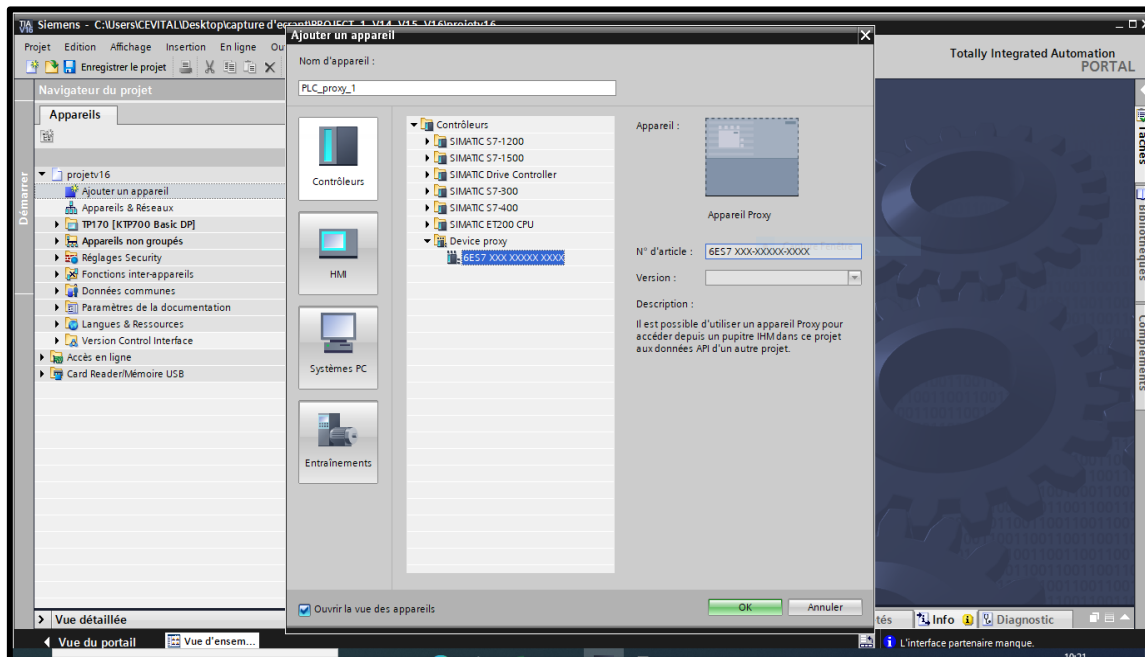 Siemens - C:\Users\CEVITAL\Desktop\capture d'ecran\PROJECT_1_V14_V15_V16\projetv16
Projet Edition Affichage Insertion En ligne Ou
Totally Integrated Automation
PORTAL
Enregistrer le projet
Navigateur du projet
Appareils
Démarrer
projetv16
Ajouter un appareil
Appareils & Réseaux
TP170 [KTP700 Basic DP]
Appareils non groupés
Réglages Security
Fonctions inter-appareils
Données communes
Paramètres de la documentation
Langues & Ressources
Version Control Interface
Accès en ligne
Card Reader/Mémoire USB
Vue détaillée
Vue du portail
Vue d'ensem...
Ajouter un appareil
Nom d'appareil :
PLC_proxy_1
Contrôleurs
HMI
Systèmes PC
Entraînements
Contrôleurs
SIMATIC S7-1200
SIMATIC S7-1500
SIMATIC Drive Controller
SIMATIC S7-300
SIMATIC S7-400
SIMATIC ET200 CPU
Device proxy
6ES7 XXX XXXXX XXXX
Appareil :
Appareil Proxy
N° d'article :
6ES7 XXX-XXXXX-XXXX
Version :
Description :
Il est possible d'utiliser un appareil Proxy pour
accéder depuis un pupitre IHM dans ce projet
aux données API d'un autre projet.
Ouvrir la vue des appareils
OK
Annuler
Tâches
Bibliothèques
Compléments
tés
Info
Diagnostic
L'interface partenaire manque.